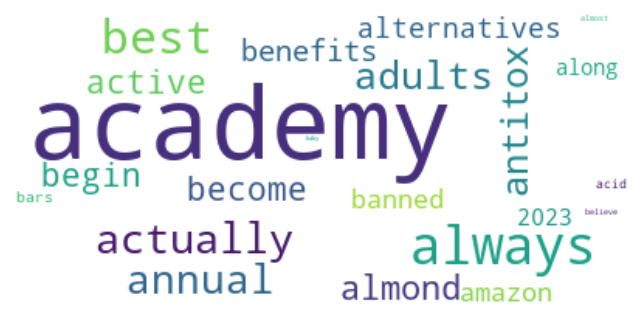 almost
best
alternatives
benefits
along
active
adults
antitox
academy
baby
begin
become
acid
bars
banned
believe
2023
actually
always
annual
almond
amazon